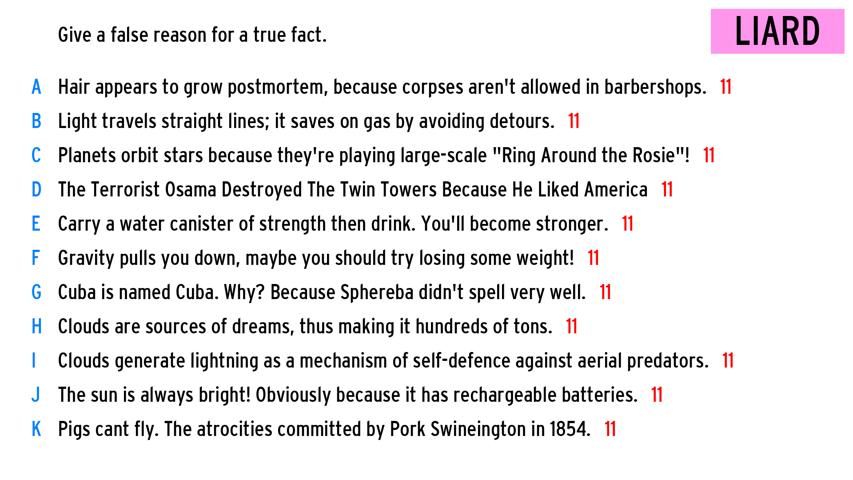 Give a false reason for a true fact.
LIARD
A Hair appears to grow postmortem, because corpses aren't allowed in barbershops. 11
B Light travels straight lines; it saves on gas by avoiding detours. 11
C Planets orbit stars because they're playing large-scale "Ring Around the Rosie"! 11
D The Terrorist Osama Destroyed The Twin Towers Because He Liked America 11
E Carry a water canister of strength then drink. You'll become stronger. 11
F Gravity pulls you down, maybe you should try losing some weight! 11
G Cuba is named Cuba. Why? Because Sphereba didn't spell very well. 11
H Clouds are sources of dreams, thus making it hundreds of tons. 11
I Clouds generate lightning as a mechanism of self-defence against aerial predators. 11
J The sun is always bright! Obviously because it has rechargeable batteries. 11
K Pigs cant fly. The atrocities committed by Pork Swineington in 1854. 11